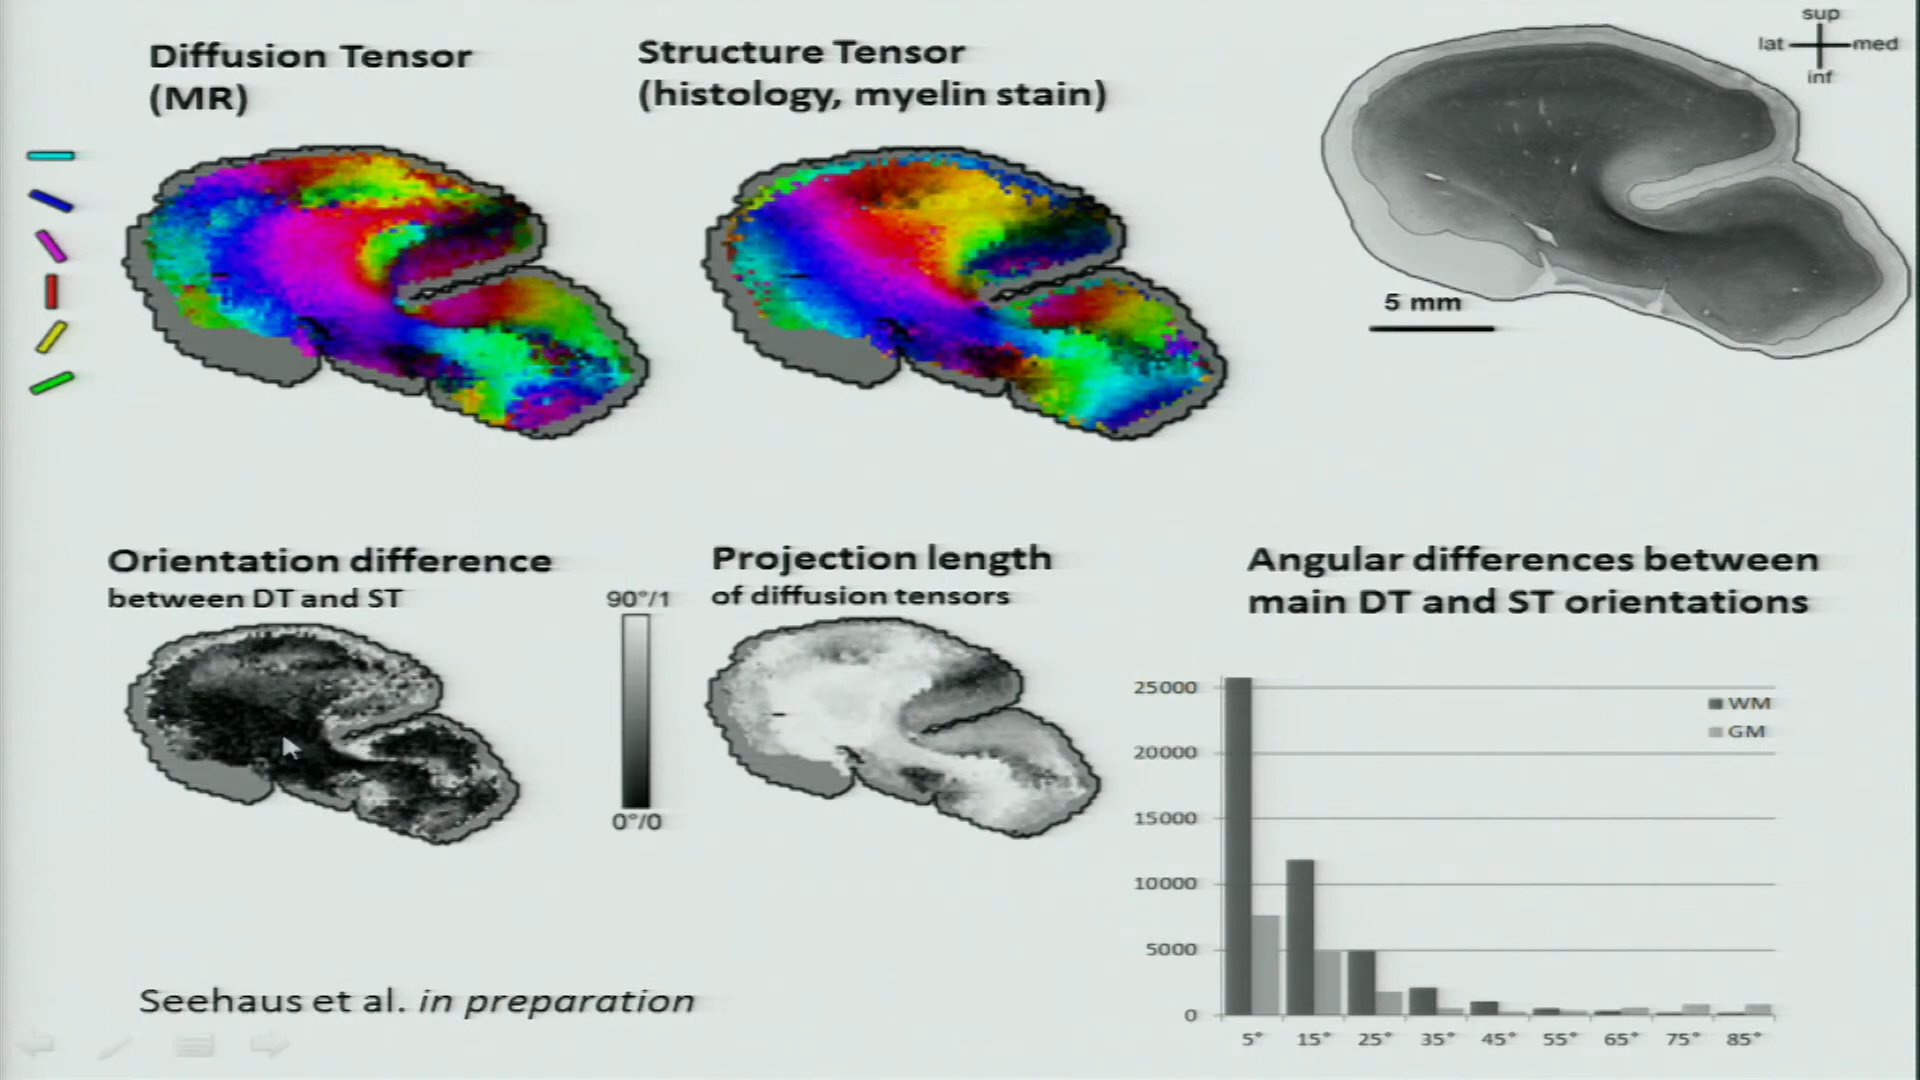 Diffusion Tensor
(MR)
Structure Tensor
(histology, myelin stain)
sup
lat
med
inf
5 mm
Orientation difference
between DT and ST
90°/1
0°/0
Projection length
of diffusion tensors
Angular differences between
main DT and ST orientations
25000
20000
15000
10000
5000
0
WM
GM
5°
15°
25°
35°
45°
55°
65°
75°
85°
Seehaus et al. in preparation